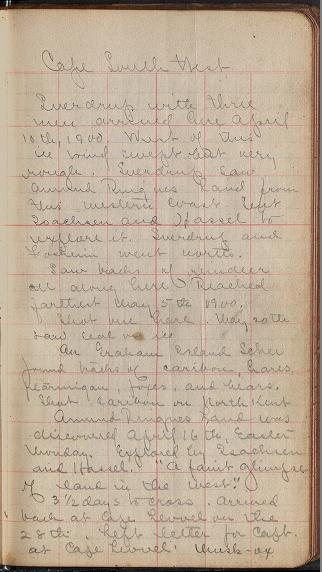 Cape South West
Sverdrup with three
men arrived here April
10th, 1900. West of this
ice wind swept but very
rough. Sverdrup saw
Amund Ringnes Land from
this western coast. Sent
Isachsen and Hassel to
explore it. Sverdrup and
Fosheim went north.
Saw tracks of reindeer
all along here. Reached
farthest May 5th 1900.
Shot one here. May 20th
saw seal on ice
On Graham Island Schei
found tracks of caribou, hares,
ptarmigan, foxes, and bears.
Shot caribou on North Kent
Amund Ringnes Land was
discovered April 16th, Easter
Monday. Explored by Isachsen
and Hassel. "A faint glimpse
of land in the west."
3 1/2 days to cross. Arrived
back at Cape Levvel on the
28th. Left letter for Capt.
at Cape Levvel. Musk-ox